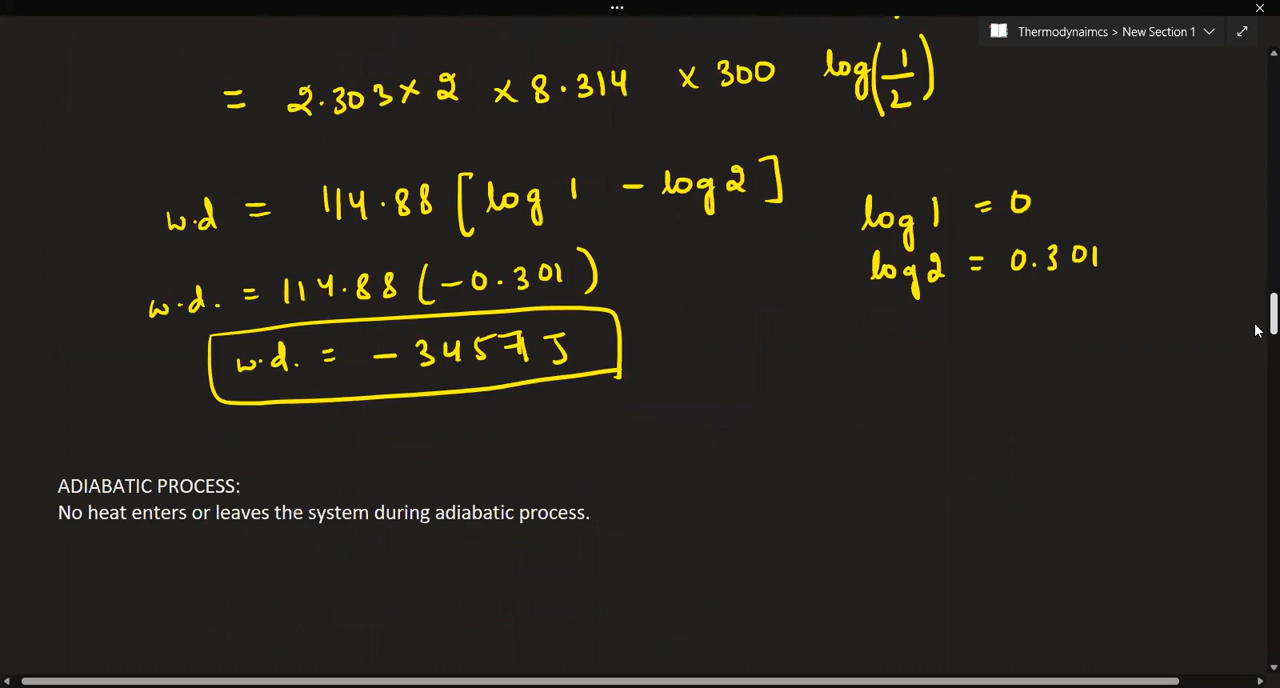 Thermodynaimcs > New Section 1
= 2.303 × 2 × 8.314 × 300 log(1/2)
w.d = 114.88 [log 1 - log 2]
log 1 = 0
log 2 = 0.301
w.d. = 114.88 (-0.301)
w.d. = - 3457 J
ADIABATIC PROCESS:
No heat enters or leaves the system during adiabatic process.